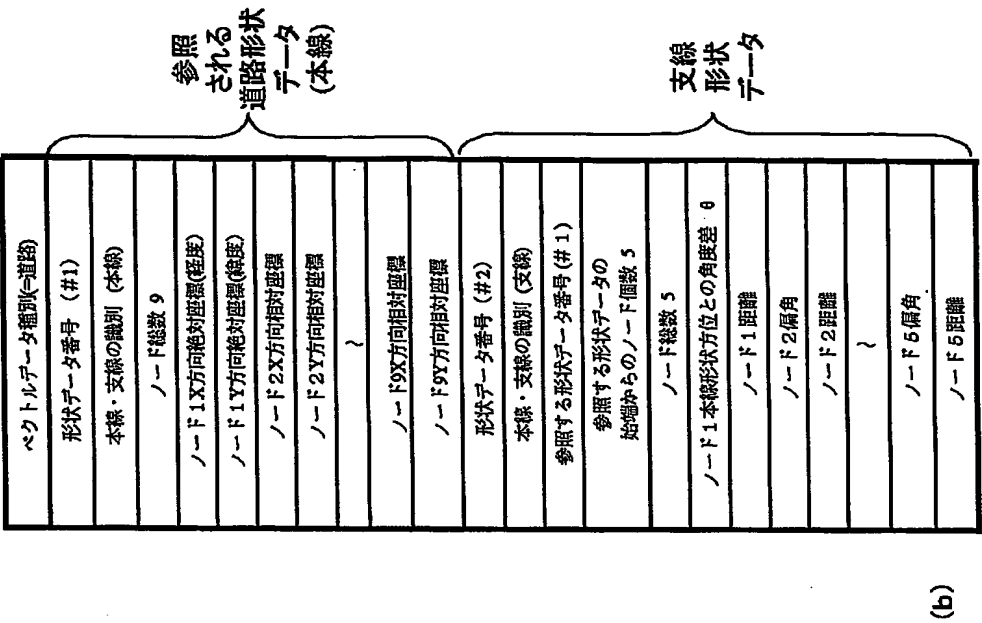 (b)
ベクトルデータ種別(=道路)
形状データ番号 (#1)
本線・支線の識別 (本線)
ノード総数 9
ノード1X方向絶対座標(経度)
ノード1Y方向絶対座標(緯度)
ノード2X方向相対座標
ノード2Y方向相対座標
~
ノード9X方向相対座標
ノード9Y方向相対座標
形状データ番号 (#2)
本線・支線の識別 (支線)
参照する形状データ番号 (#1)
参照する形状データの
始端からのノード個数 5
ノード総数 5
ノード1本線形状方位との角度差 θ
ノード1距離
ノード2偏角
ノード2距離
~
ノード5偏角
ノード5距離
参照
される
道路形状
データ
(本線)
支線
形状
データ